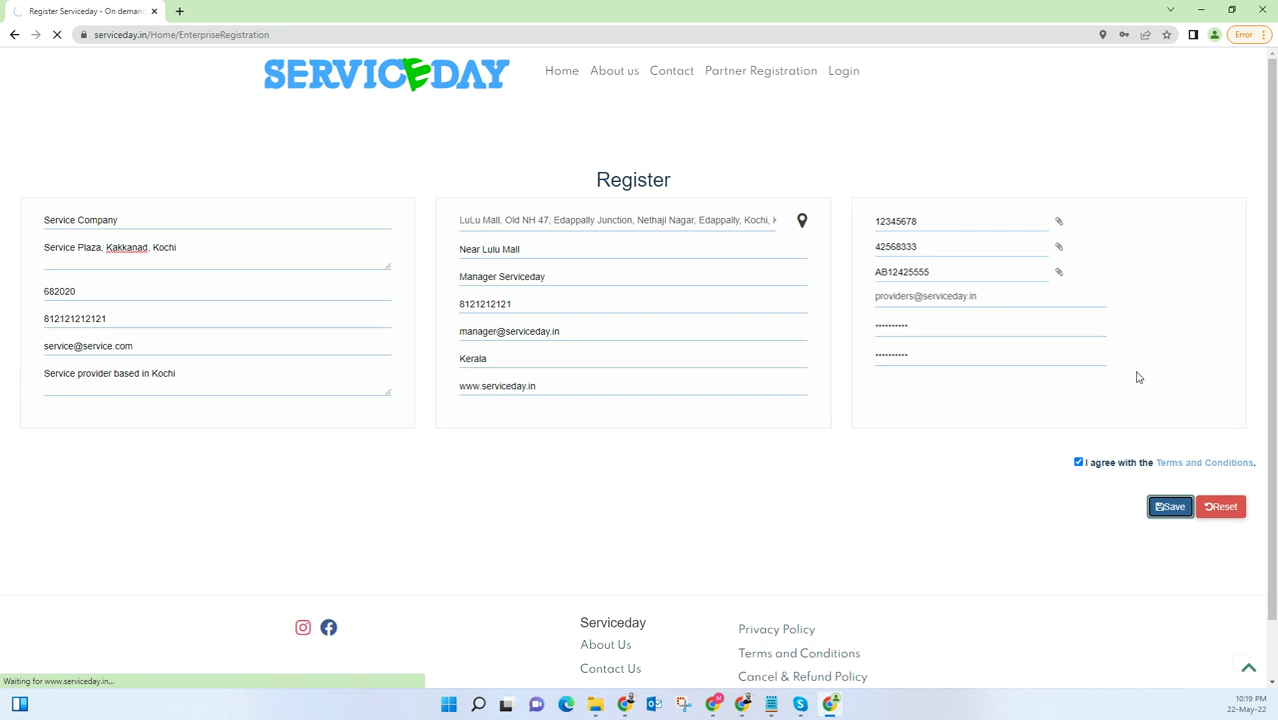 Register Serviceday - On deman
serviceday.in/Home/EnterpriseRegistration
Error
SERVICEDAY
Home About us Contact Partner Registration Login
Register
Service Company
Service Plaza, Kakkanad, Kochi
682020
812121212121
service@service.com
Service provider based in Kochi
LuLu Mall, Old NH 47, Edappally Junction, Nethaji Nagar, Edappally, Kochi, K
Near Lulu Mall
Manager Serviceday
8121212121
manager@serviceday.in
Kerala
www.serviceday.in
12345678
42568333
AB12425555
providers@serviceday.in
••••••••••
••••••••••
I agree with the Terms and Conditions.
Save Reset
Serviceday
About Us
Contact Us
Privacy Policy
Terms and Conditions
Cancel & Refund Policy
Waiting for www.serviceday.in...
10:19 PM
22-May-22